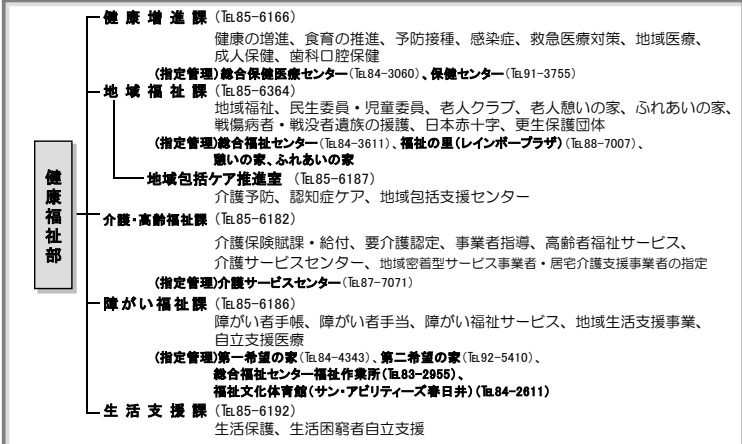 健康福祉部
健康増進課(℡85-6166)
健康の増進、食育の推進、予防接種、感染症、救急医療対策、地域医療、
成人保健、歯科口腔保健
(指定管理)総合保健医療センター(℡84-3060)、保健センター(℡91-3755)
地域福祉課(℡85-6364)
地域福祉、民生委員・児童委員、老人クラブ、老人憩いの家、ふれあいの家、
戦傷病者・戦没者遺族の援護、日本赤十字、更生保護団体
(指定管理)総合福祉センター(℡84-3611)、福祉の里(レインボープラザ)(℡88-7007)、
憩いの家、ふれあいの家
地域包括ケア推進室(℡85-6187)
介護予防、認知症ケア、地域包括支援センター
介護・高齢福祉課(℡85-6182)
介護保険賦課・給付、要介護認定、事業者指導、高齢者福祉サービス、
介護サービスセンター、地域密着型サービス事業者・居宅介護支援事業者の指定
(指定管理)介護サービスセンター(℡87-7071)
障がい福祉課(℡85-6186)
障がい者手帳、障がい者手当、障がい福祉サービス、地域生活支援事業、
自立支援医療
(指定管理)第一希望の家(℡84-4343)、第二希望の家(℡92-5410)、
総合福祉センター福祉作業所(℡83-2955)、
福祉文化体育館(サン・アビリティーズ春日井)(℡84-2611)
生活支援課(℡85-6192)
生活保護、生活困窮者自立支援